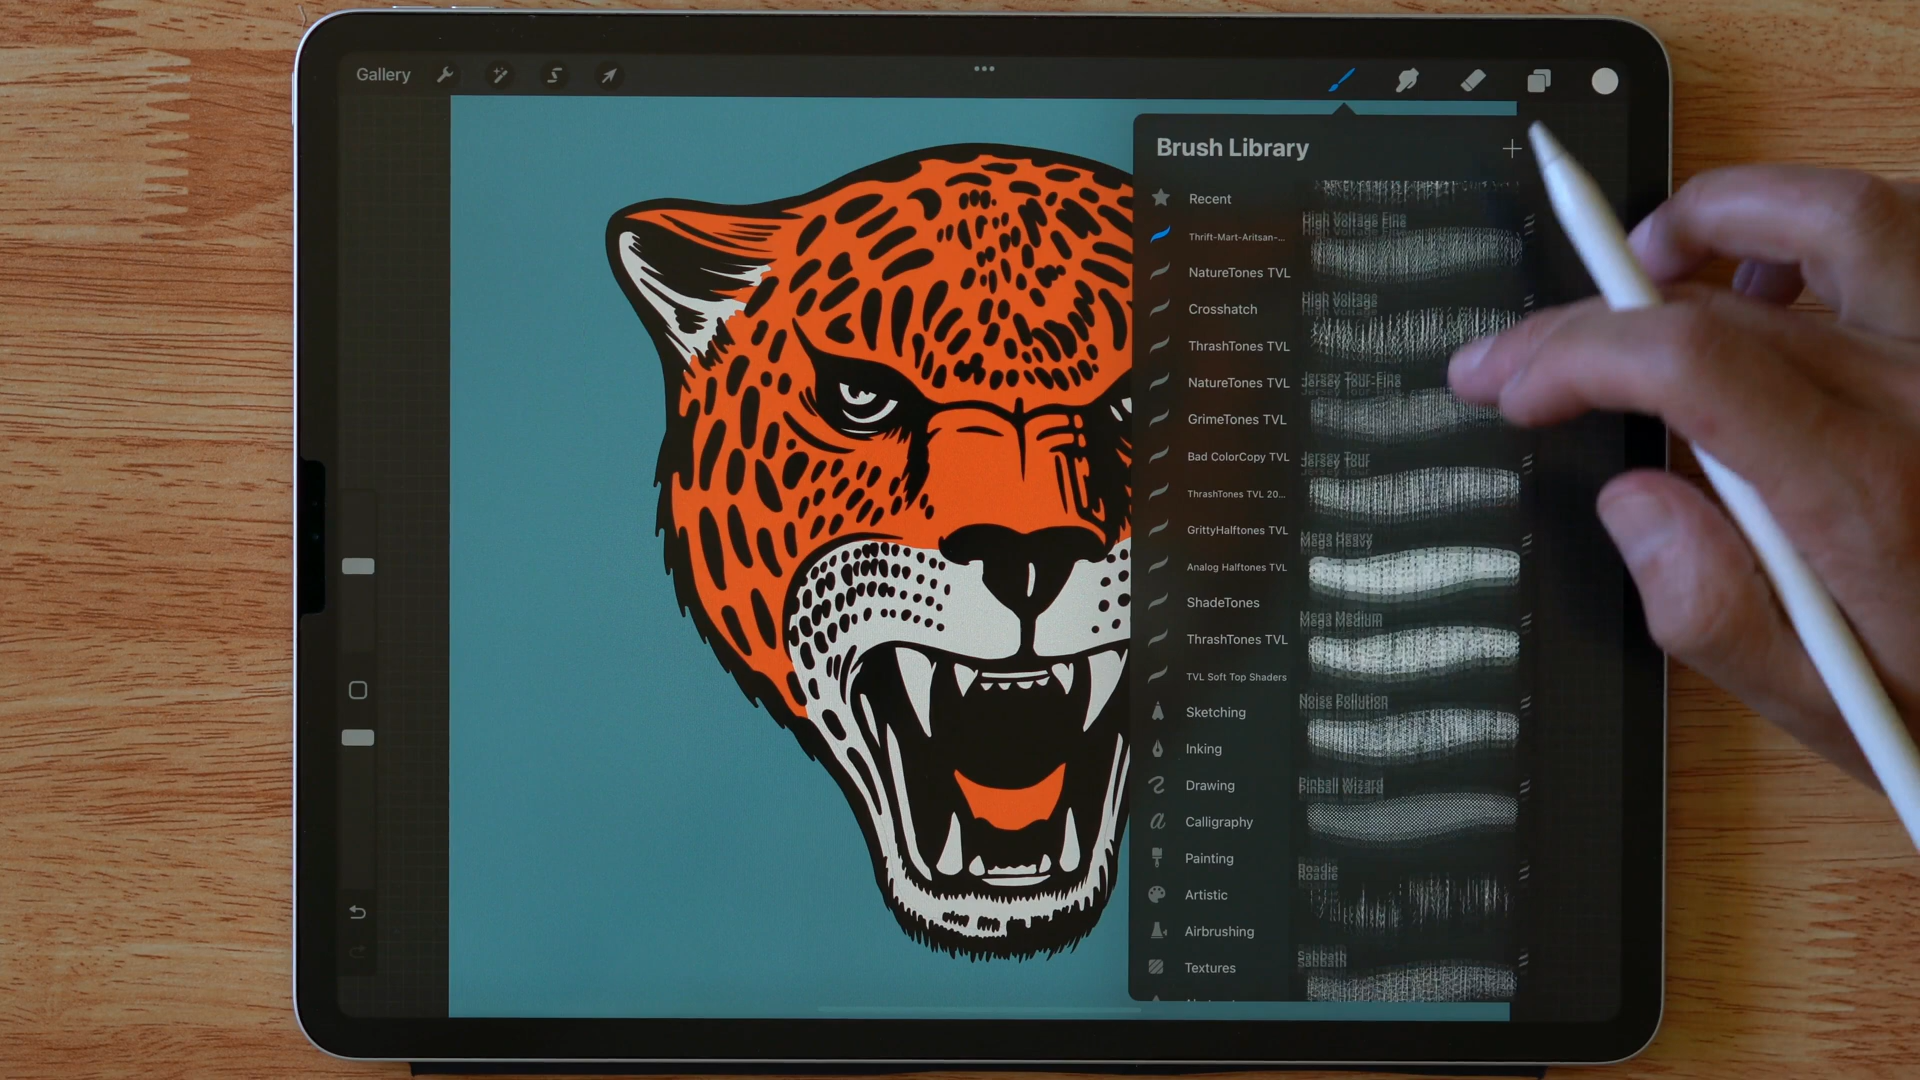 Gallery
Brush Library
Recent
Thrift-Mart-Aritsan-...
NatureTones TVL
Crosshatch
ThrashTones TVL
NatureTones TVL
GrimeTones TVL
Bad ColorCopy TVL
ThrashTones TVL 20...
GrittyHalftones TVL
Analog Halftones TVL
ShadeTones
ThrashTones TVL
TVL Soft Top Shaders
Sketching
Inking
Drawing
Calligraphy
Painting
Artistic
Airbrushing
Textures
High Voltage Fine
High Voltage
Jersey Tour-Fine
Jersey Tour
Mega Heavy
Mega Medium
Noise Pollution
Pinball Wizard
Roadie
Sabbath